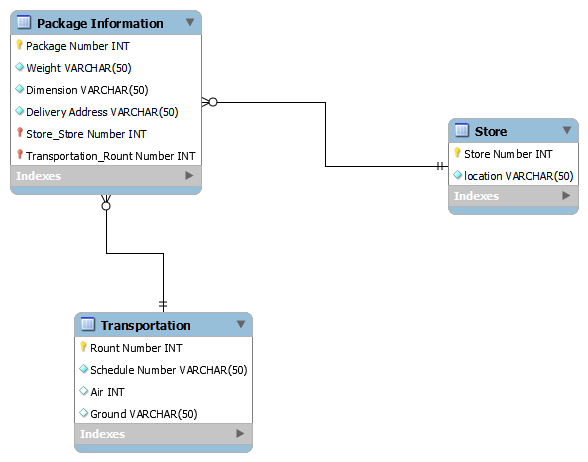 Package Information
Package Number INT
Weight VARCHAR(50)
Dimension VARCHAR(50)
Delivery Address VARCHAR(50)
Store_Store Number INT
Transportation_Rount Number INT
Indexes
Store
Store Number INT
location VARCHAR(50)
Indexes
Transportation
Rount Number INT
Schedule Number VARCHAR(50)
Air INT
Ground VARCHAR(50)
Indexes